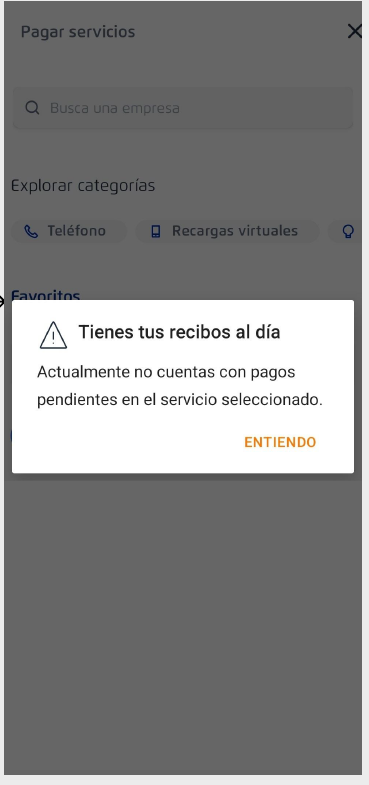 Pagar servicios
Busca una empresa
Explorar categorías
Teléfono
Recargas virtuales
Favoritos
Tienes tus recibos al día
Actualmente no cuentas con pagos
pendientes en el servicio seleccionado.
ENTIENDO